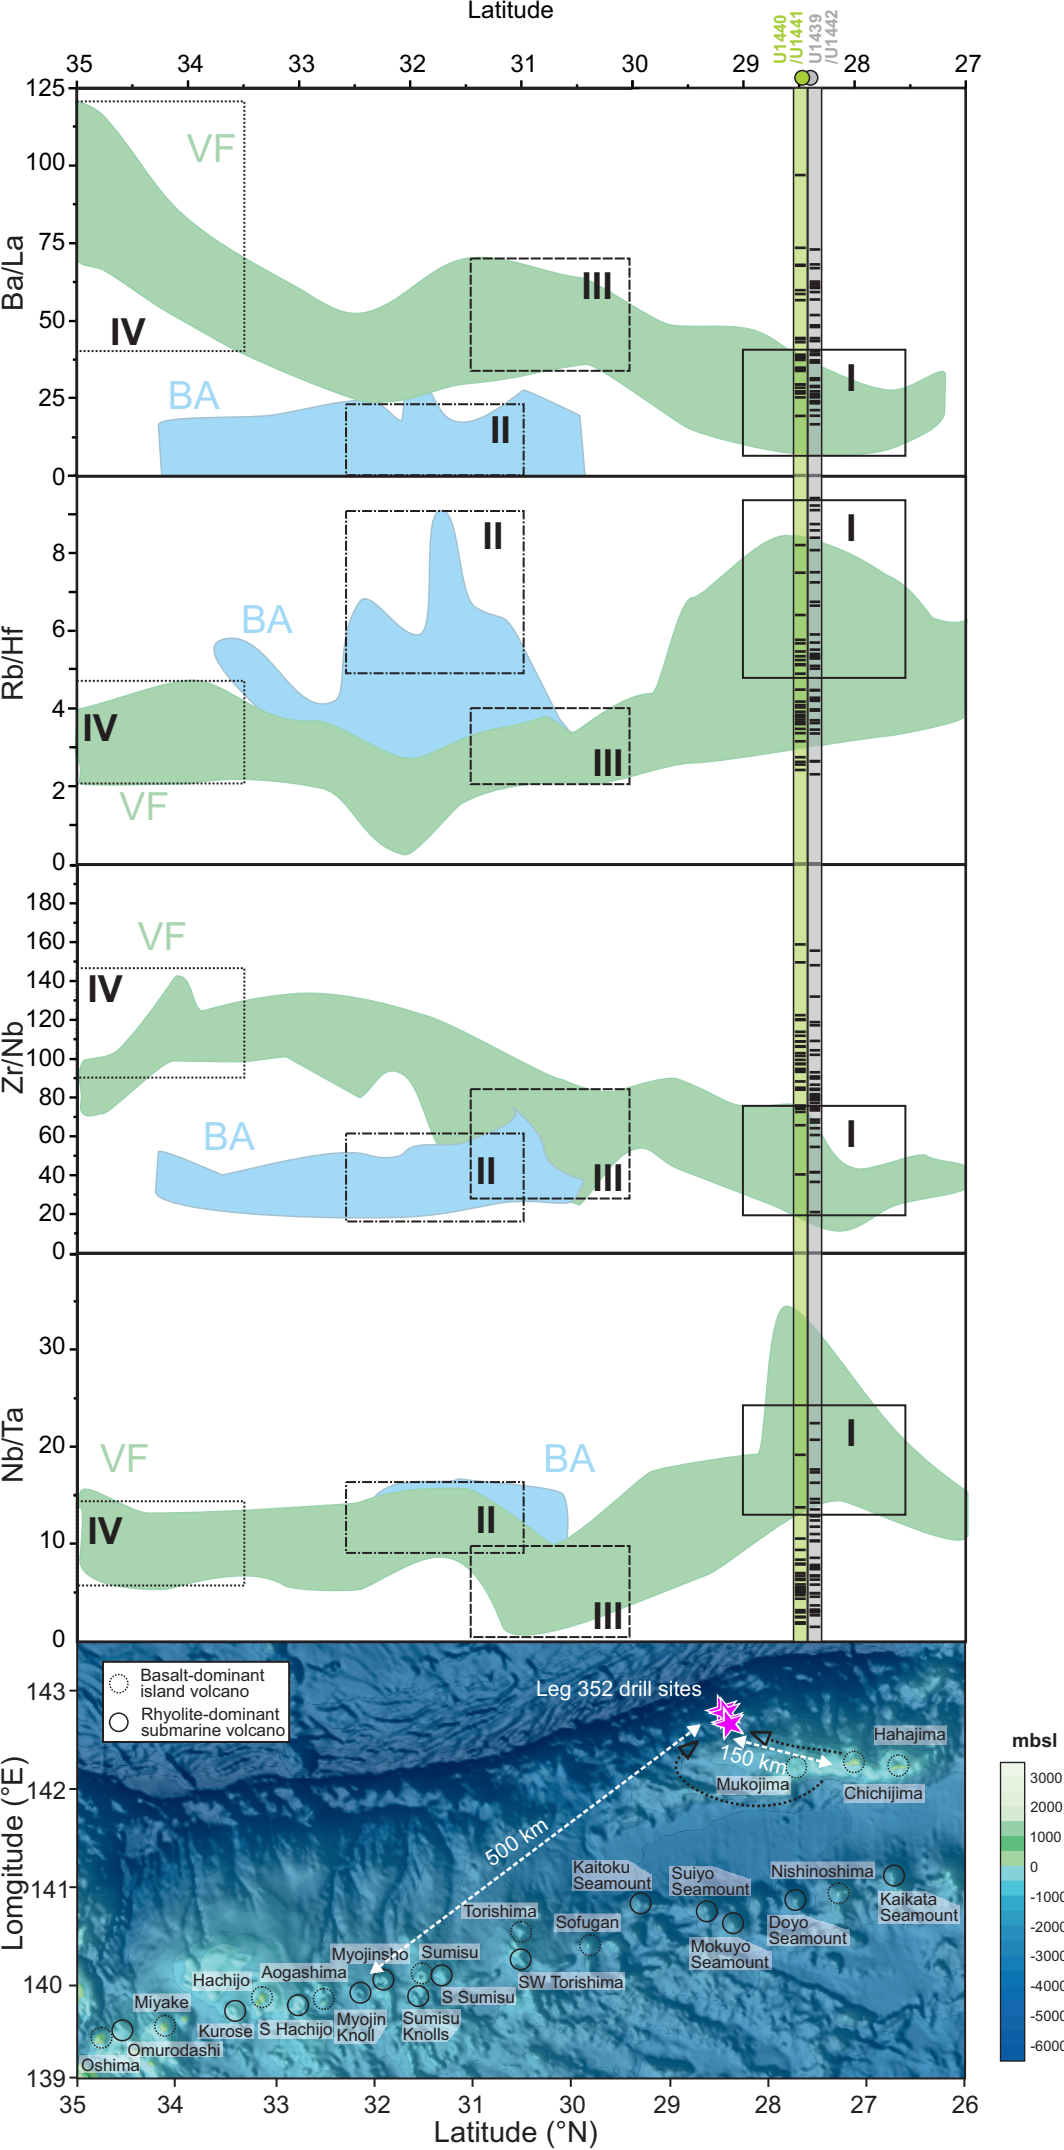 Latitude
U1440
/U1441
U1439
/U1442
35 34 33 32 31 30 29 28 27
125
100
75
50
25
0
Ba/La
VF
IV
BA
II
III
I
8
6
4
2
0
Rb/Hf
II
BA
I
IV
III
VF
180
160
140
120
100
80
60
40
20
0
Zr/Nb
VF
IV
BA
II
III
I
30
20
10
0
Nb/Ta
VF
BA
I
IV
II
III
143
142
141
140
139
Lomgitude (°E)
Basalt-dominant
island volcano
Rhyolite-dominant
submarine volcano
Leg 352 drill sites
150 km
500 km
Hahajima
Mukojima
Chichijima
Kaitoku
Seamount
Suiyo
Seamount
Nishinoshima
Kaikata
Seamount
Doyo
Seamount
Mokuyo
Seamount
Torishima
Sofugan
SW Torishima
Myojinsho
Sumisu
S Sumisu
Sumisu
Knolls
Myojin
Knoll
Aogashima
Hachijo
S Hachijo
Kurose
Miyake
Omurodashi
Oshima
35 34 33 32 31 30 29 28 27 26
Latitude (°N)
mbsl
3000
2000
1000
0
-1000
-2000
-3000
-4000
-5000
-6000